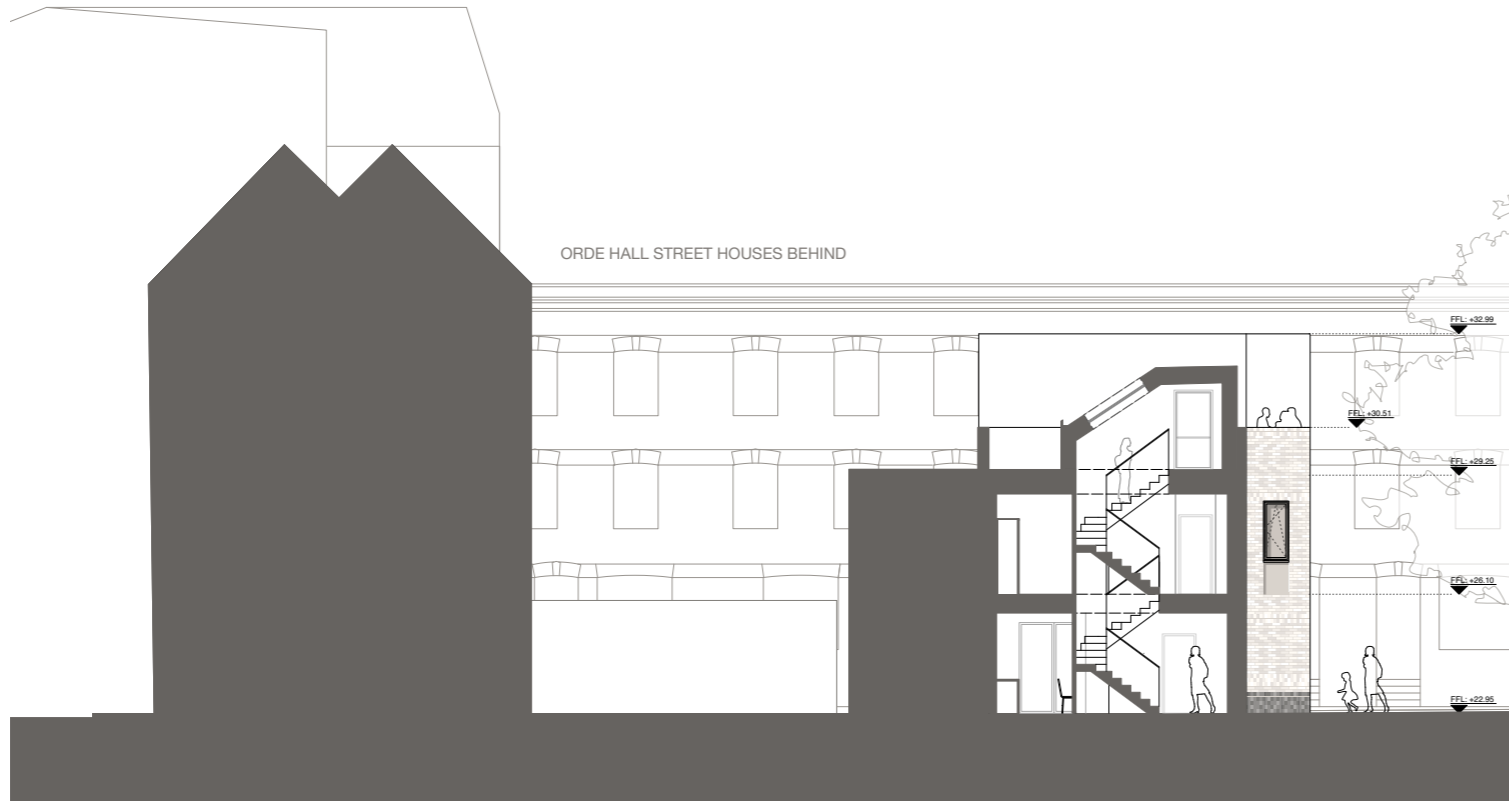 ORDE HALL STREET HOUSES BEHIND
FFL: +32.99
FFL: +30.51
FFL: +29.25
FFL: +26.10
FFL: +22.95